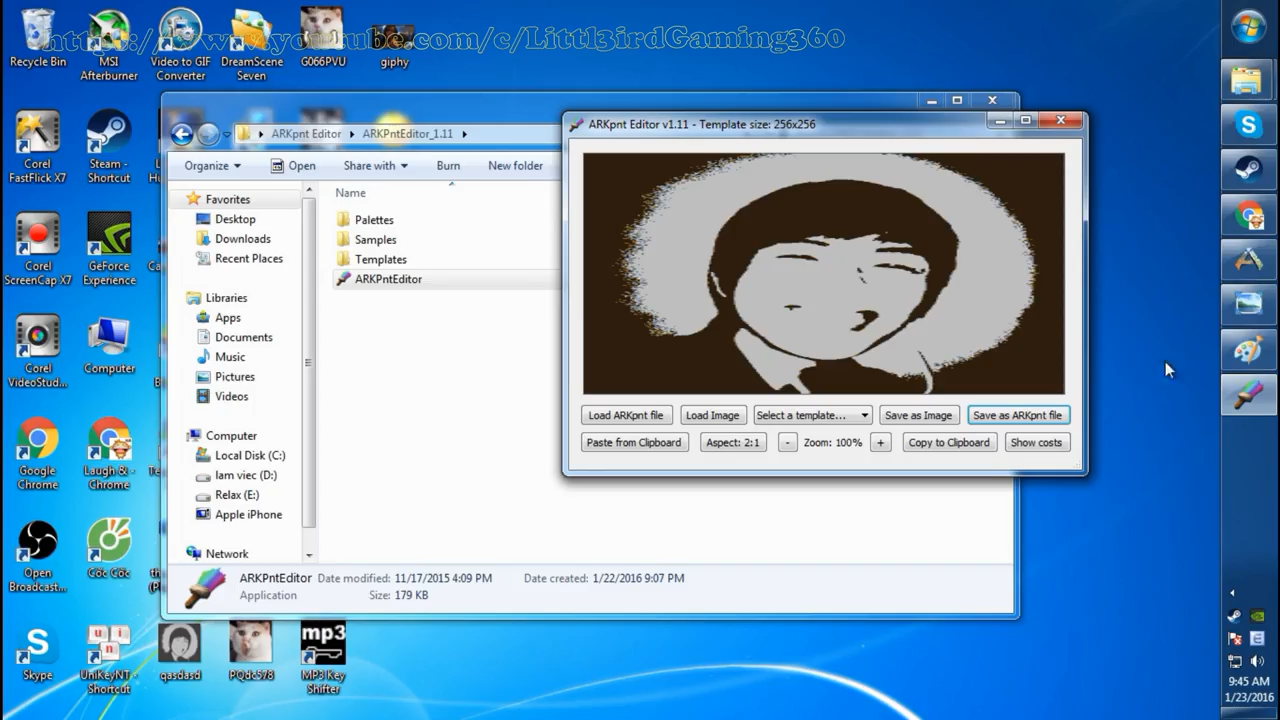 https://www.youtube.com/c/Littl3irdGaming360
Recycle Bin
MSI Afterburner
Video to GIF Converter
DreamScene Seven
G066PVU
giphy
Corel FastFlick X7
Steam - Shortcut
Corel ScreenCap X7
GeForce Experience
Corel VideoStud...
Computer
Google Chrome
Laugh &- Chrome
Open Broadcast...
Cốc Cốc
Skype
UniKeyNT - Shortcut
qasdasd
PQdc578
MP3 Key Shifter
mp3
ARKpnt Editor
ARKPntEditor_1.11
Organize
Open
Share with
Burn
New folder
Favorites
Desktop
Downloads
Recent Places
Libraries
Apps
Documents
Music
Pictures
Videos
Computer
Local Disk (C:)
lam viec (D:)
Relax (E:)
Apple iPhone
Network
Name
Palettes
Samples
Templates
ARKPntEditor
ARKPntEditor Date modified: 11/17/2015 4:09 PM Date created: 1/22/2016 9:07 PM
Application Size: 179 KB
ARKpnt Editor v1.11 - Template size: 256x256
Load ARKpnt file Load Image Select a template... Save as Image Save as ARKpnt file
Paste from Clipboard Aspect: 2:1 - Zoom: 100% + Copy to Clipboard Show costs
9:45 AM
1/23/2016